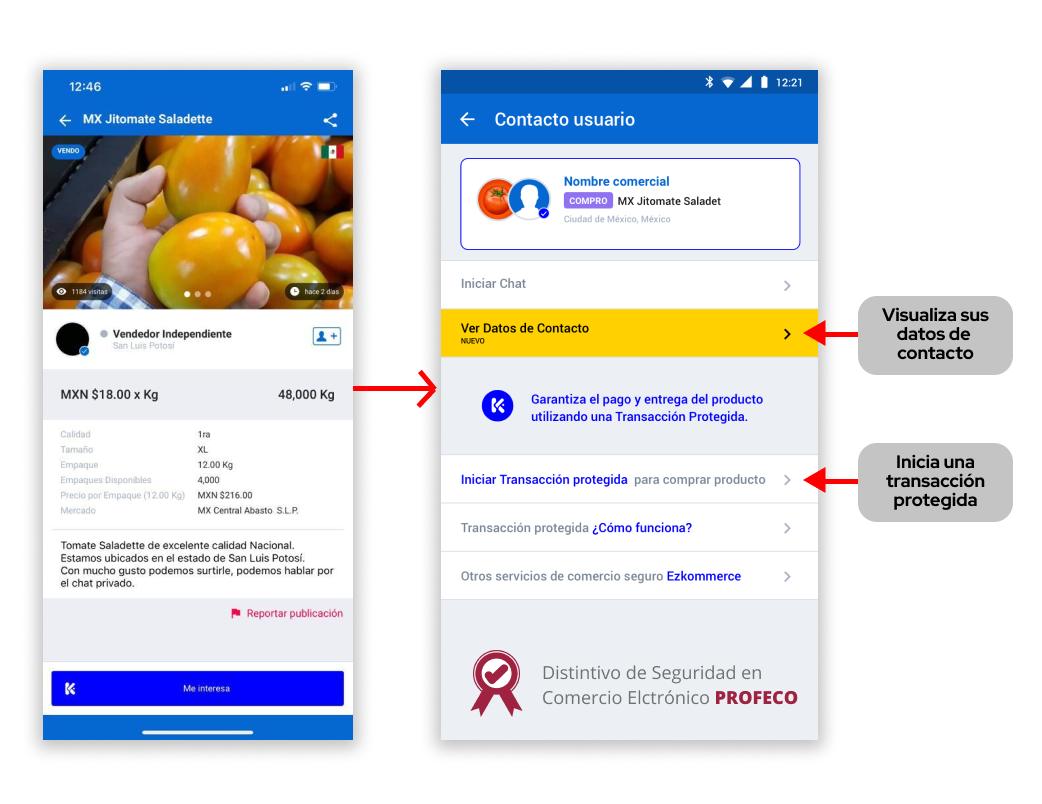 12:46
MX Jitomate Saladette
VENDO
1184 visitas
hace 2 días
Vendedor Independiente
San Luis Potosí
MXN $18.00 x Kg 48,000 Kg
Calidad 1ra
Tamaño XL
Empaque 12.00 Kg
Empaques Disponibles 4,000
Precio por Empaque (12.00 Kg) MXN $216.00
Mercado MX Central Abasto S.L.P.
Tomate Saladette de excelente calidad Nacional.
Estamos ubicados en el estado de San Luis Potosí.
Con mucho gusto podemos surtirle, podemos hablar por
el chat privado.
Reportar publicación
Me interesa
12:21
Contacto usuario
Nombre comercial
COMPRO MX Jitomate Saladet
Ciudad de México, México
Iniciar Chat
Ver Datos de Contacto
NUEVO
Garantiza el pago y entrega del producto
utilizando una Transacción Protegida.
Iniciar Transacción protegida para comprar producto
Transacción protegida ¿Cómo funciona?
Otros servicios de comercio seguro Ezkommerce
Distintivo de Seguridad en
Comercio Elctrónico PROFECO
Visualiza sus
datos de
contacto
Inicia una
transacción
protegida